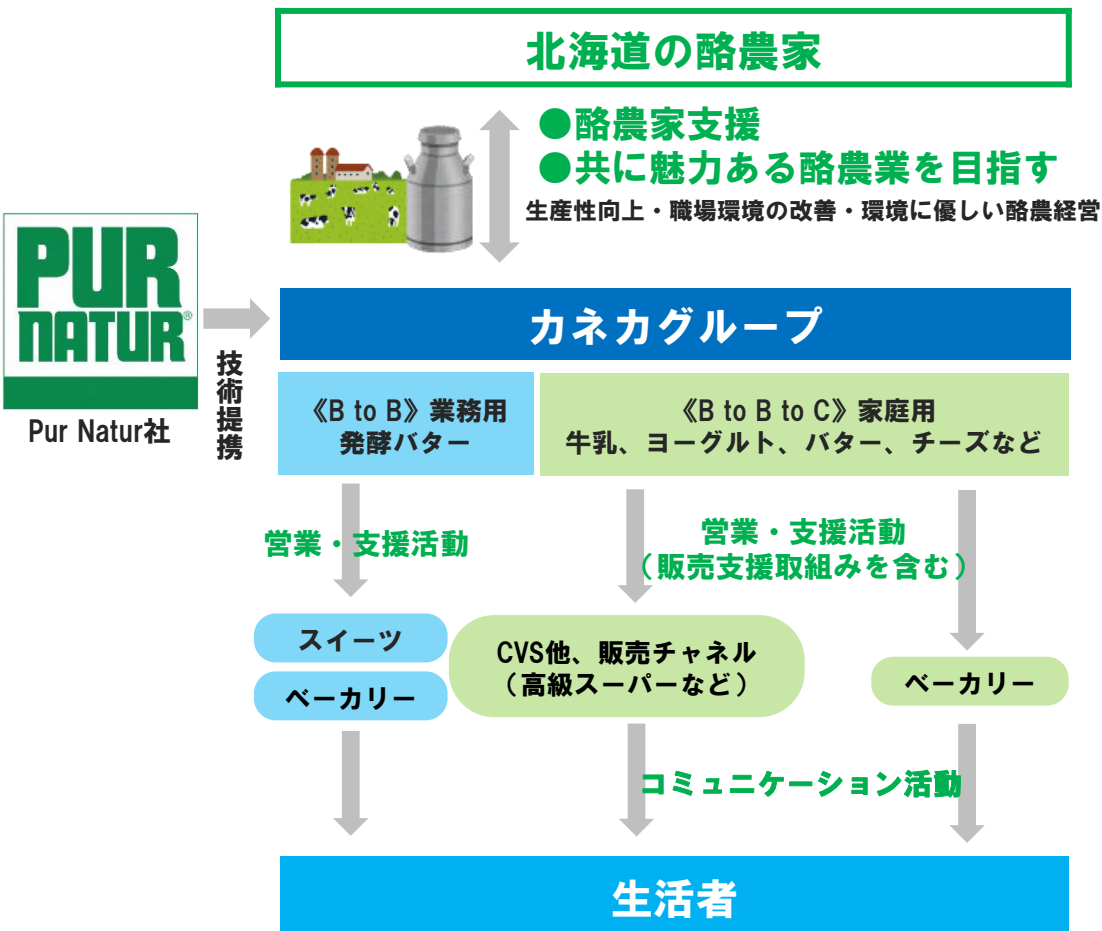 北海道の酪農家
●酪農家支援
●共に魅力ある酪農業を目指す
生産性向上・職場環境の改善・環境に優しい酪農経営
PUR
NATUR®
Pur Natur社
技術提携
カネカグループ
《B to B》業務用
発酵バター
《B to B to C》家庭用
牛乳、ヨーグルト、バター、チーズなど
営業・支援活動
営業・支援活動
（販売支援取組みを含む）
スイーツ
ベーカリー
CVS他、販売チャネル
（高級スーパーなど）
ベーカリー
コミュニケーション活動
生活者